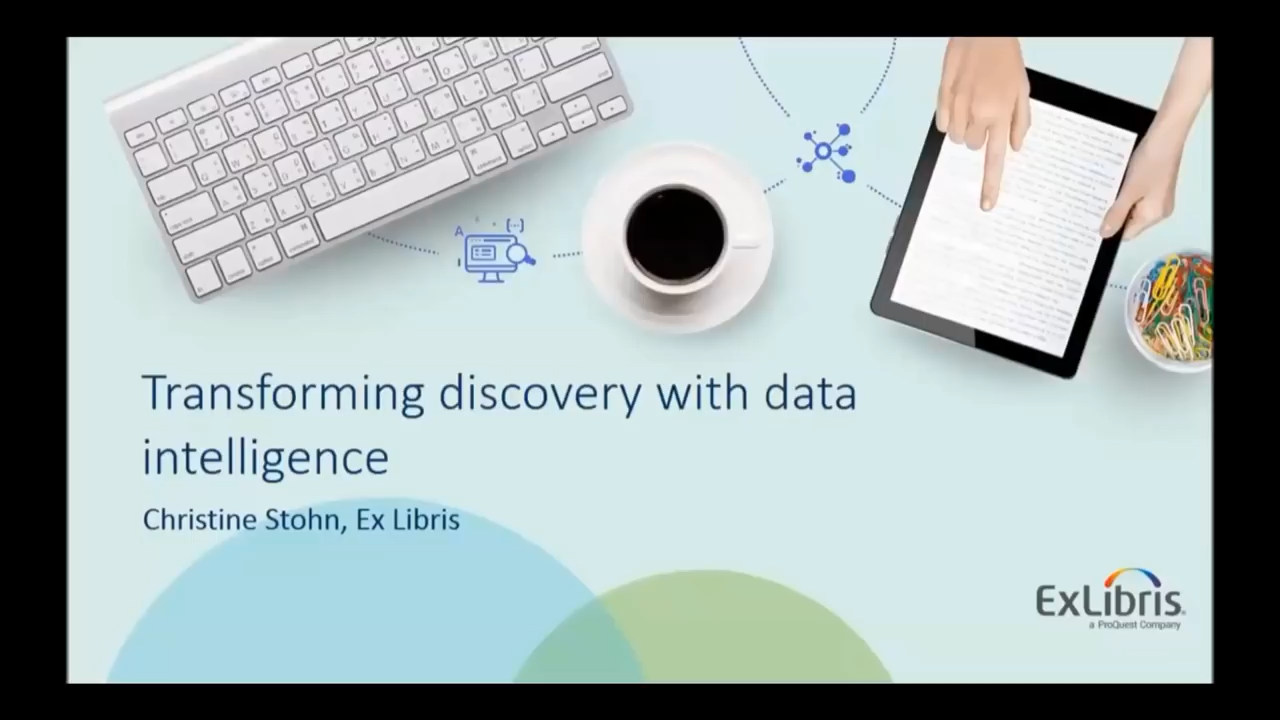 Transforming discovery with data
intelligence
Christine Stohn, Ex Libris
ExLibris
a ProQuest Company